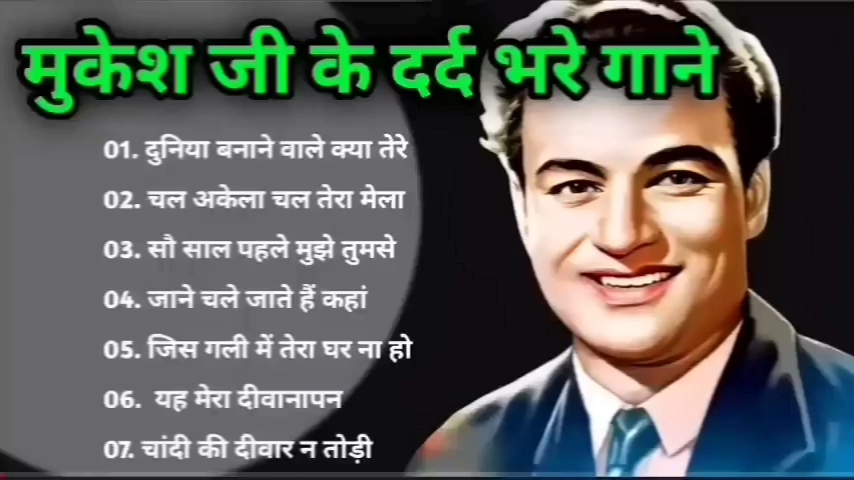 मुकेश जी के दर्द भरे गाने
01. दुनिया बनाने वाले क्या तेरे
02. चल अकेला चल तेरा मेला
03. सौ साल पहले मुझे तुमसे
04. जाने चले जाते हैं कहां
05. जिस गली में तेरा घर ना हो
06. यह मेरा दीवानापन
07. चांदी की दीवार न तोड़ी